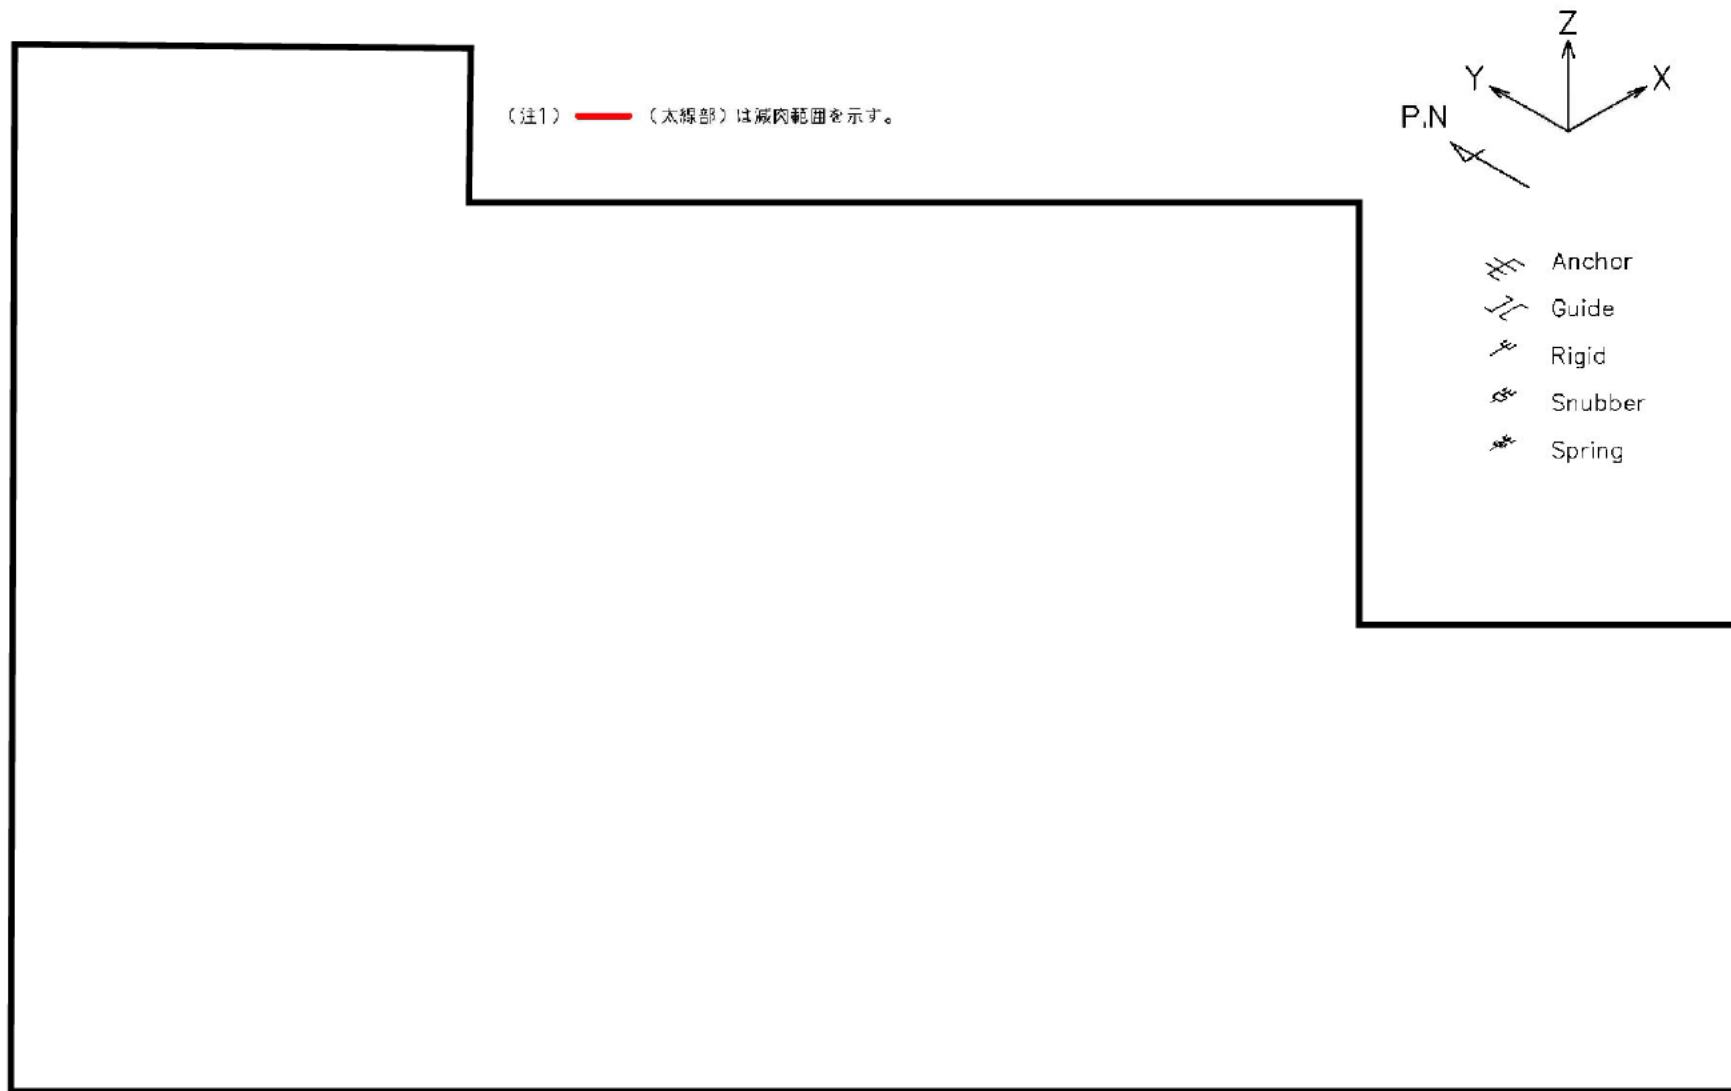 Z
Y
X
P.N
(注1) (太線部)は減肉範囲を示す。
Anchor
Guide
Rigid
Snubber
Spring